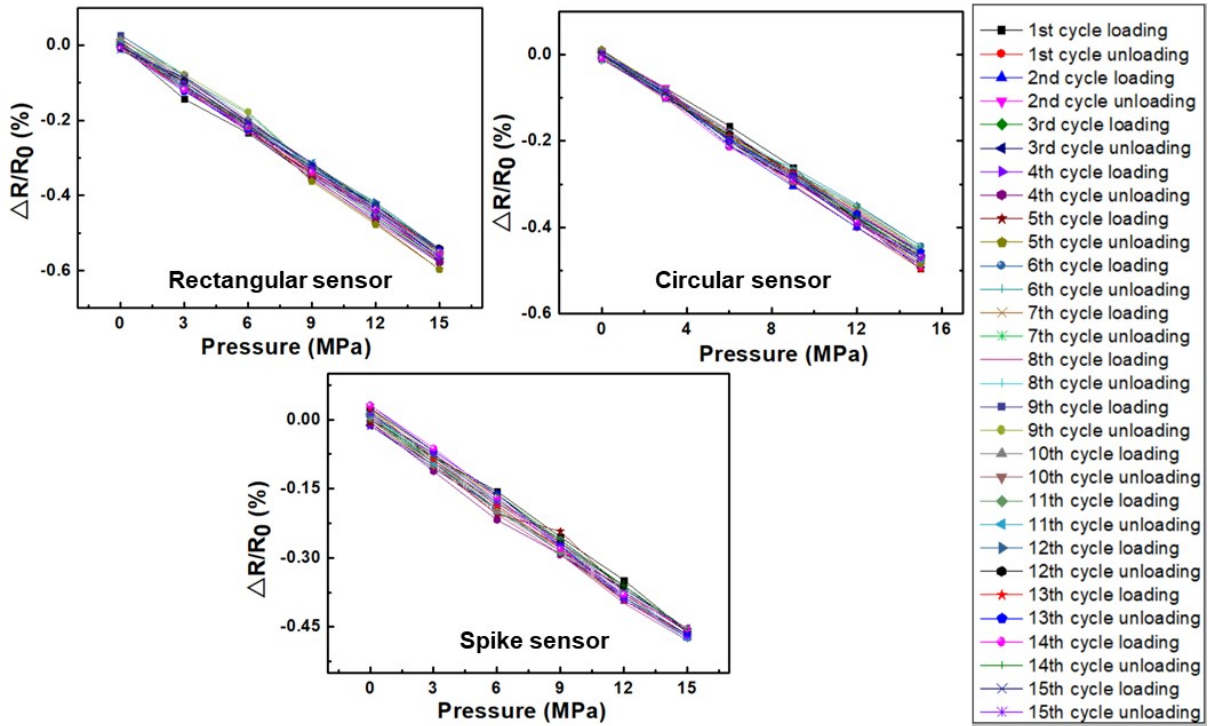 0.0
-0.2
-0.4
-0.6
△R/R0 (%)
0 3 6 9 12 15
Pressure (MPa)
Rectangular sensor
0.0
-0.2
-0.4
-0.6
△R/R0 (%)
0 4 8 12 16
Pressure (MPa)
Circular sensor
0.00
-0.15
-0.30
-0.45
△R/R0 (%)
0 3 6 9 12 15
Pressure (MPa)
Spike sensor
1st cycle loading
1st cycle unloading
2nd cycle loading
2nd cycle unloading
3rd cycle loading
3rd cycle unloading
4th cycle loading
4th cycle unloading
5th cycle loading
5th cycle unloading
6th cycle loading
6th cycle unloading
7th cycle loading
7th cycle unloading
8th cycle loading
8th cycle unloading
9th cycle loading
9th cycle unloading
10th cycle loading
10th cycle unloading
11th cycle loading
11th cycle unloading
12th cycle loading
12th cycle unloading
13th cycle loading
13th cycle unloading
14th cycle loading
14th cycle unloading
15th cycle loading
15th cycle unloading